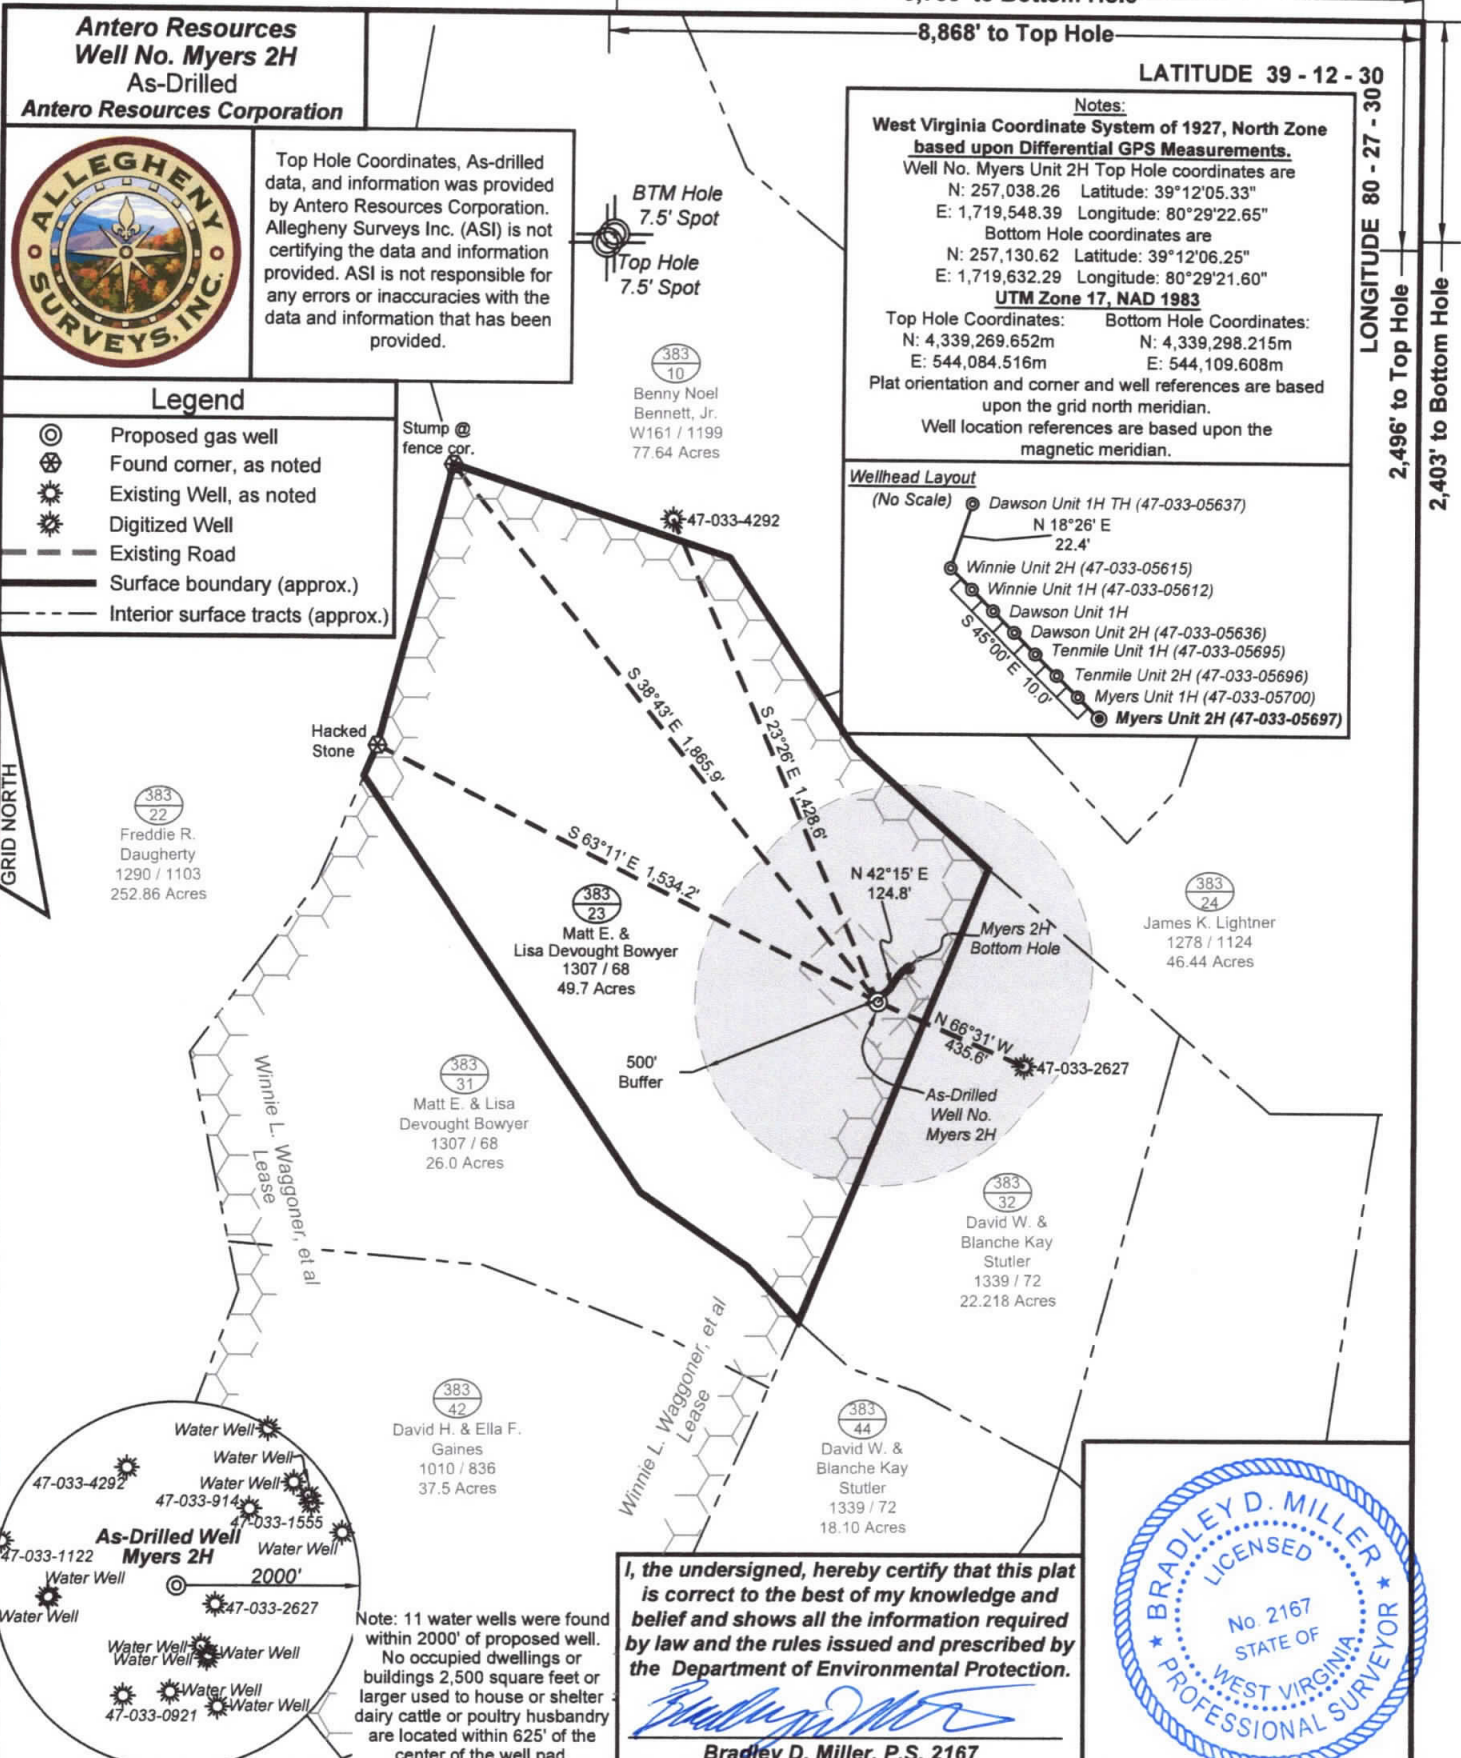 to Bottom Hole
8,868' to Top Hole
Antero Resources
Well No. Myers 2H
As-Drilled
Antero Resources Corporation
LATITUDE 39 - 12 - 30
LONGITUDE 80 - 27 - 30
2,496' to Top Hole
2,403' to Bottom Hole
ALLEGHENY
SURVEYS, INC.
Top Hole Coordinates, As-drilled
data, and information was provided
by Antero Resources Corporation.
Allegheny Surveys Inc. (ASI) is not
certifying the data and information
provided. ASI is not responsible for
any errors or inaccuracies with the
data and information that has been
provided.
BTM Hole
7.5' Spot
Top Hole
7.5' Spot
Notes:
West Virginia Coordinate System of 1927, North Zone
based upon Differential GPS Measurements.
Well No. Myers Unit 2H Top Hole coordinates are
N: 257,038.26 Latitude: 39°12'05.33"
E: 1,719,548.39 Longitude: 80°29'22.65"
Bottom Hole coordinates are
N: 257,130.62 Latitude: 39°12'06.25"
E: 1,719,632.29 Longitude: 80°29'21.60"
UTM Zone 17, NAD 1983
Top Hole Coordinates: Bottom Hole Coordinates:
N: 4,339,269.652m N: 4,339,298.215m
E: 544,084.516m E: 544,109.608m
Plat orientation and corner and well references are based
upon the grid north meridian.
Well location references are based upon the
magnetic meridian.
Legend
Proposed gas well
Found corner, as noted
Existing Well, as noted
Digitized Well
Existing Road
Surface boundary (approx.)
Interior surface tracts (approx.)
383
10
Benny Noel
Bennett, Jr.
W161 / 1199
77.64 Acres
Stump @
fence cor.
47-033-4292
Wellhead Layout
(No Scale)
Dawson Unit 1H TH (47-033-05637)
N 18°26' E
22.4'
Winnie Unit 2H (47-033-05615)
Winnie Unit 1H (47-033-05612)
Dawson Unit 1H
Dawson Unit 2H (47-033-05636)
Tenmile Unit 1H (47-033-05695)
Tenmile Unit 2H (47-033-05696)
Myers Unit 1H (47-033-05700)
Myers Unit 2H (47-033-05697)
S 45°00' E 10.0'
GRID NORTH
Hacked
Stone
S 38°43' E 1,865.9'
S 23°26' E 1,428.6'
S 63°11' E 1,534.2'
383
22
Freddie R.
Daugherty
1290 / 1103
252.86 Acres
383
23
Matt E. &
Lisa Devought Bowyer
1307 / 68
49.7 Acres
N 42°15' E
124.8'
Myers 2H
Bottom Hole
383
24
James K. Lightner
1278 / 1124
46.44 Acres
N 66°31' W
435.6'
47-033-2627
500'
Buffer
As-Drilled
Well No.
Myers 2H
383
31
Matt E. & Lisa
Devought Bowyer
1307 / 68
26.0 Acres
Winnie L. Waggoner, et al
Lease
383
32
David W. &
Blanche Kay
Stutler
1339 / 72
22.218 Acres
Winnie L. Waggoner, et al
Lease
383
42
David H. & Ella F.
Gaines
1010 / 836
37.5 Acres
383
44
David W. &
Blanche Kay
Stutler
1339 / 72
18.10 Acres
Water Well
Water Well
47-033-4292
Water Well
47-033-914
47-033-1555
As-Drilled Well
Myers 2H
Water Well
47-033-1122
Water Well
2000'
Water Well
47-033-2627
Water Well
Water Well
Water Well
Water Well
47-033-0921
Water Well
Note: 11 water wells were found
within 2000' of proposed well.
No occupied dwellings or
buildings 2,500 square feet or
larger used to house or shelter
dairy cattle or poultry husbandry
are located within 625' of the
center of the well pad.
I, the undersigned, hereby certify that this plat
is correct to the best of my knowledge and
belief and shows all the information required
by law and the rules issued and prescribed by
the Department of Environmental Protection.
Bradley D. Miller, P.S. 2167
BRADLEY D. MILLER
LICENSED
No. 2167
STATE OF
WEST VIRGINIA
PROFESSIONAL SURVEYOR